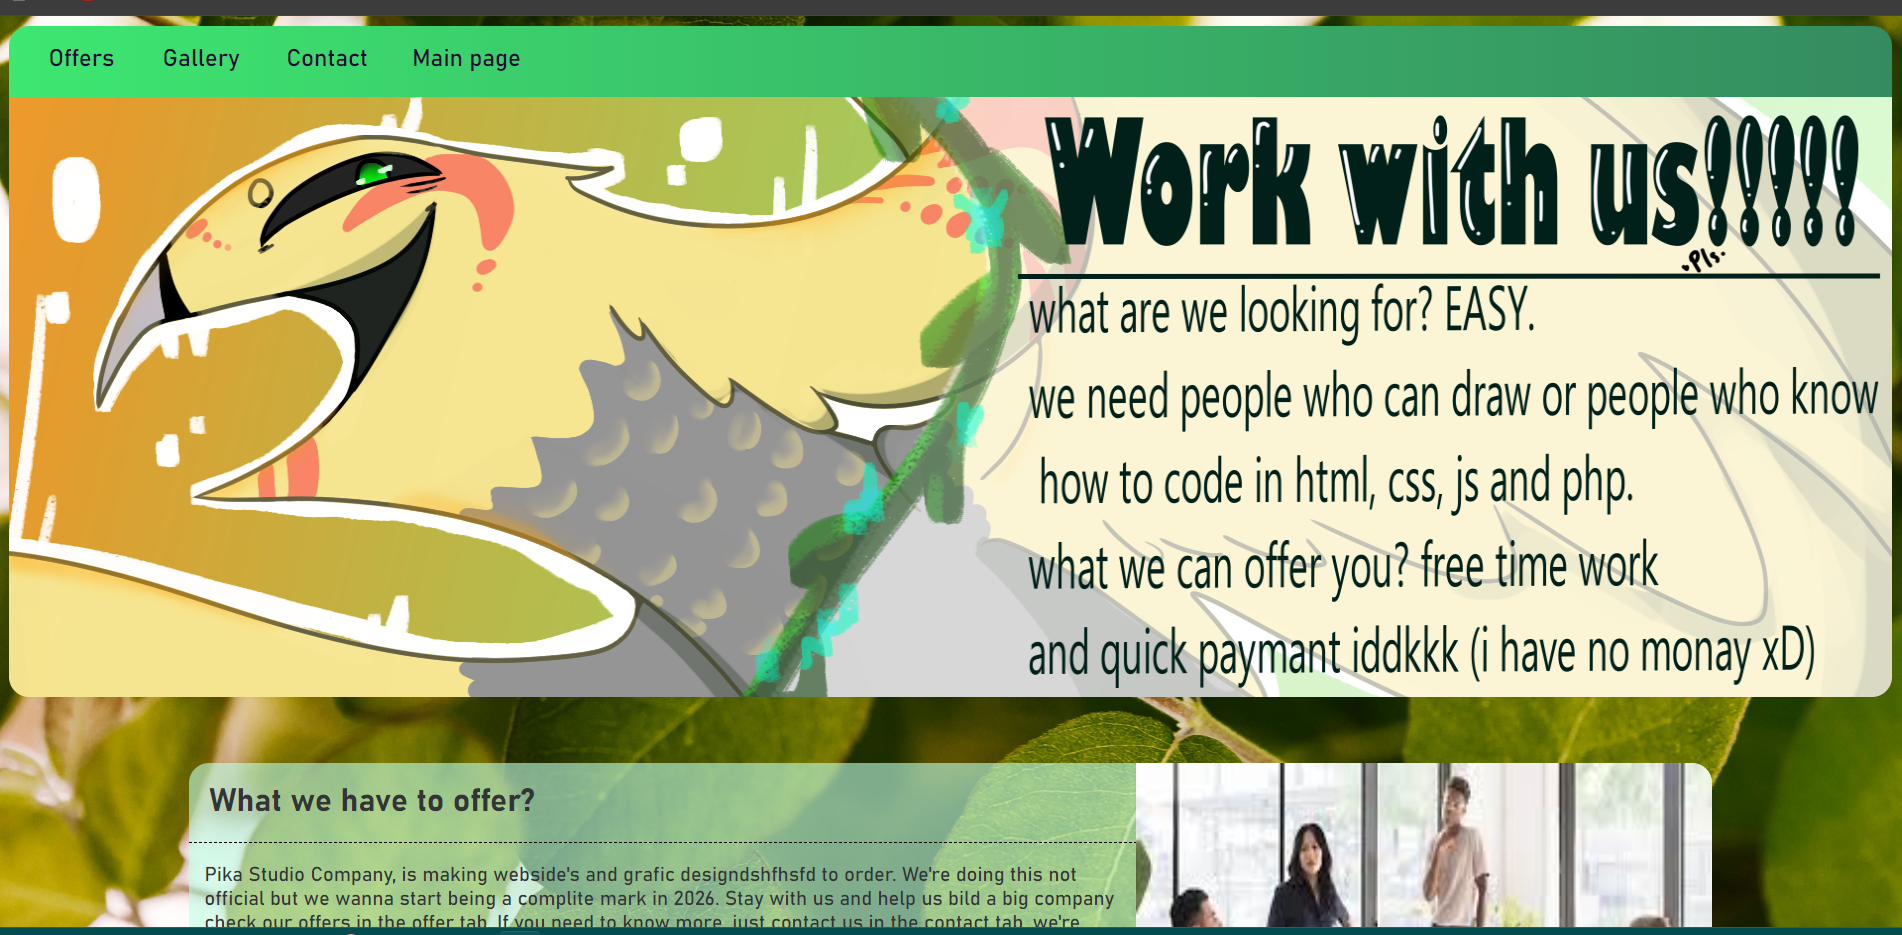 Offers Gallery Contact Main page
Work with us!!!!!
Pls.
what are we looking for? EASY.
we need people who can draw or people who know
how to code in html, css, js and php.
what we can offer you? free time work
and quick paymant iddkkk (i have no monay xD)
What we have to offer?
Pika Studio Company, is making webside's and grafic designdshfhsfd to order. We're doing this not
official but we wanna start being a complite mark in 2026. Stay with us and help us bild a big company
check our offers in the offer tab. If you need to know more, just contact us in the contact tab, we're